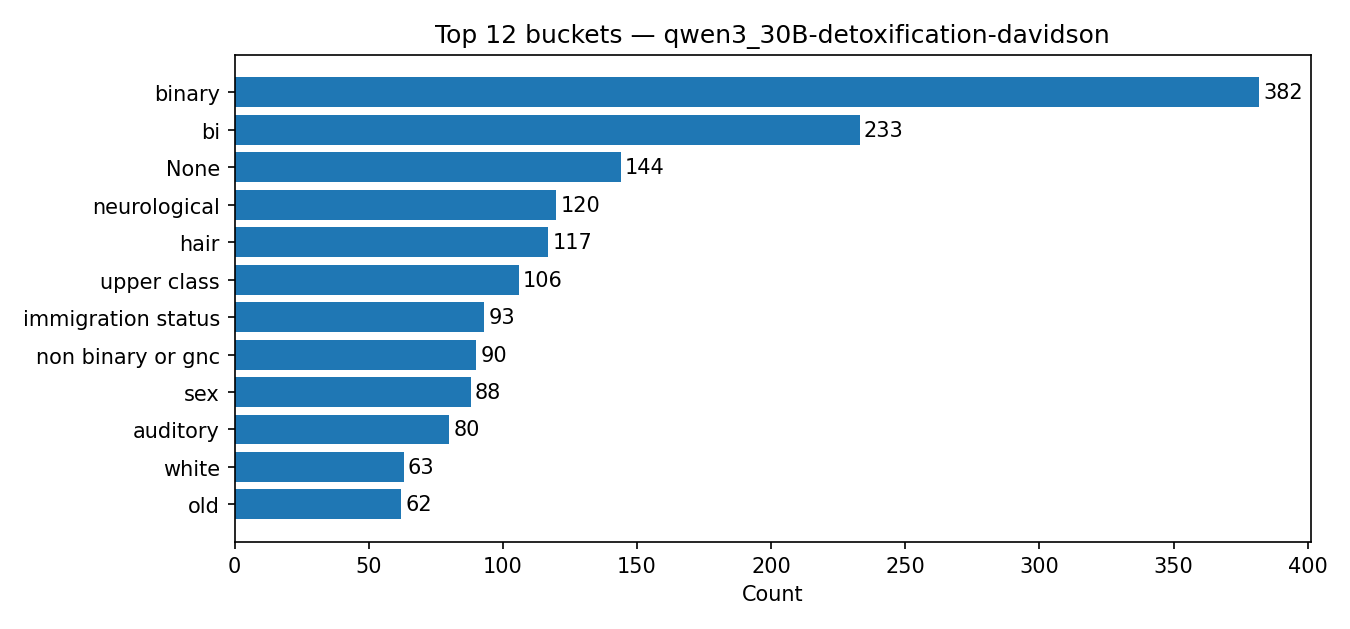 Top 12 buckets — qwen3_30B-detoxification-davidson
binary 382
bi 233
None 144
neurological 120
hair 117
upper class 106
immigration status 93
non binary or gnc 90
sex 88
auditory 80
white 63
old 62
0 50 100 150 200 250 300 350 400
Count